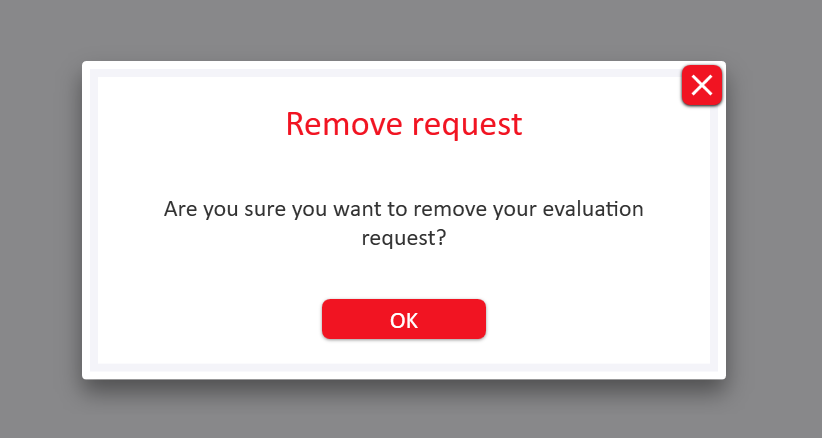 Remove request
Are you sure you want to remove your evaluation
request?
OK